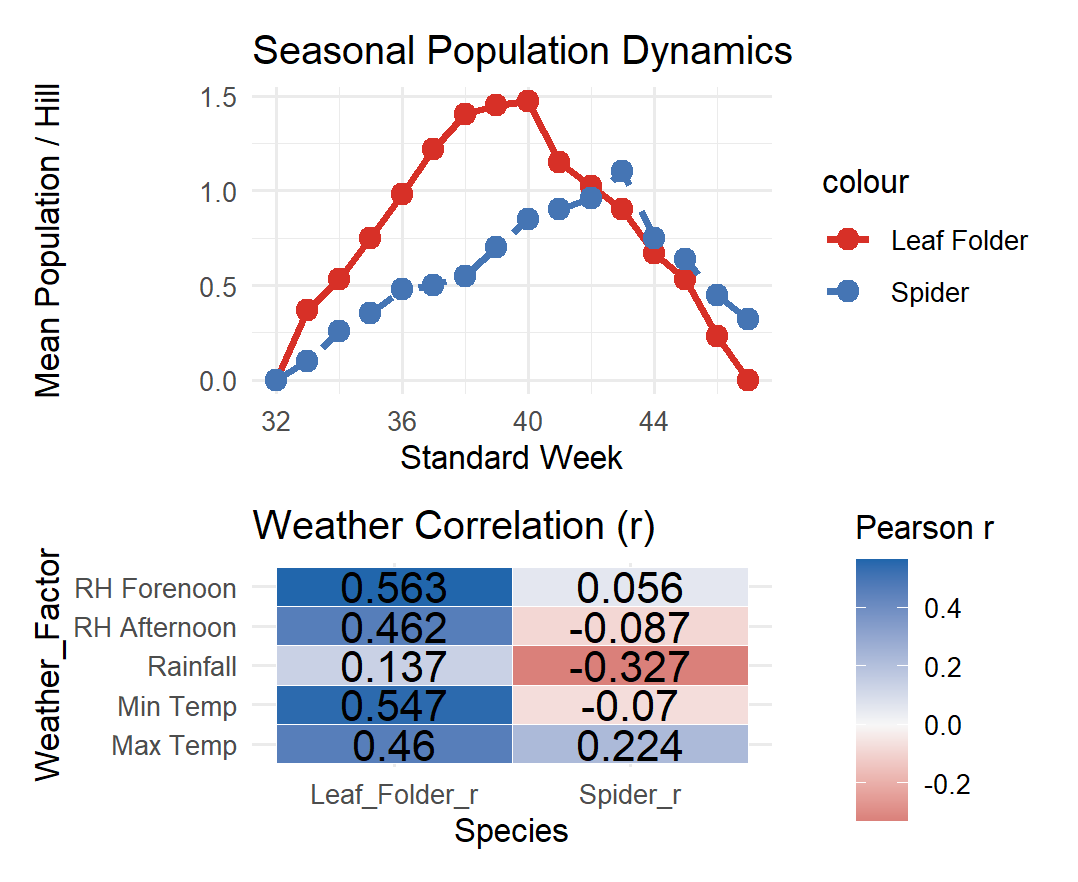 Seasonal Population Dynamics
Mean Population / Hill
1.5
1.0
0.5
0.0
32 36 40 44
Standard Week
colour
Leaf Folder
Spider
Weather Correlation (r)
Weather_Factor
RH Forenoon 0.563 0.056
RH Afternoon 0.462 -0.087
Rainfall 0.137 -0.327
Min Temp 0.547 -0.07
Max Temp 0.46 0.224
Leaf_Folder_r Spider_r
Species
Pearson r
0.4
0.2
0.0
-0.2